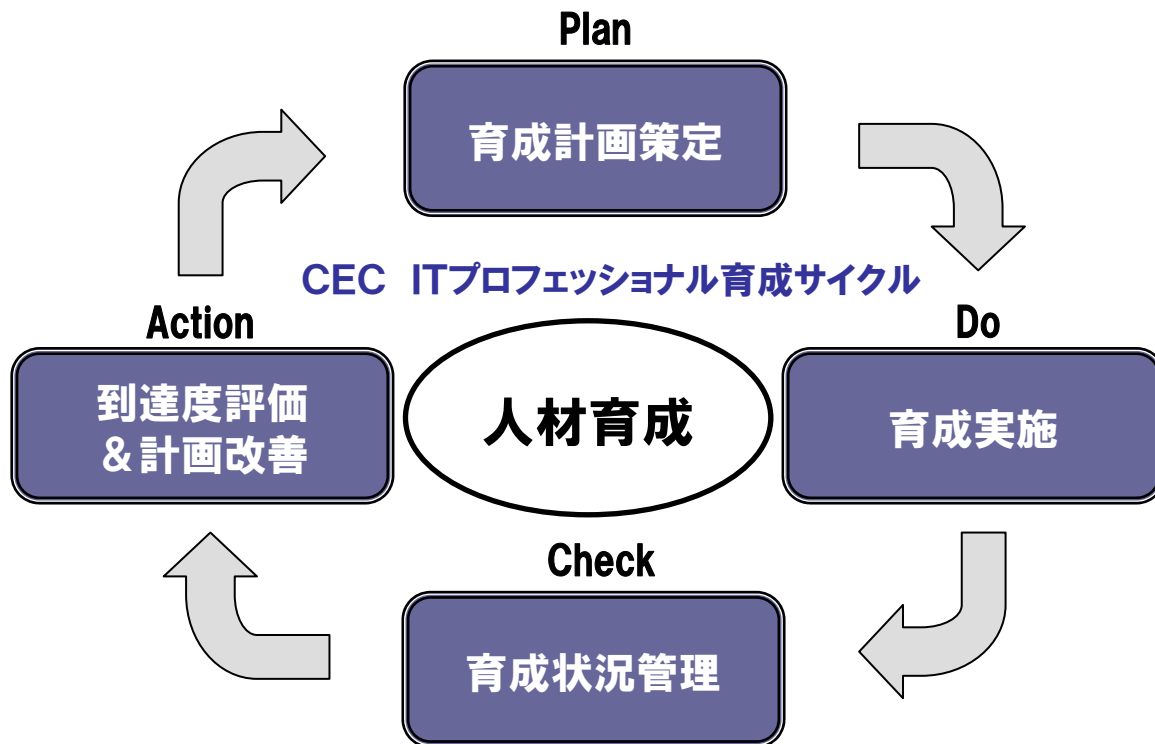 Plan
育成計画策定
CEC ITプロフェッショナル育成サイクル
Action
Do
到達度評価
&計画改善
人材育成
育成実施
Check
育成状況管理